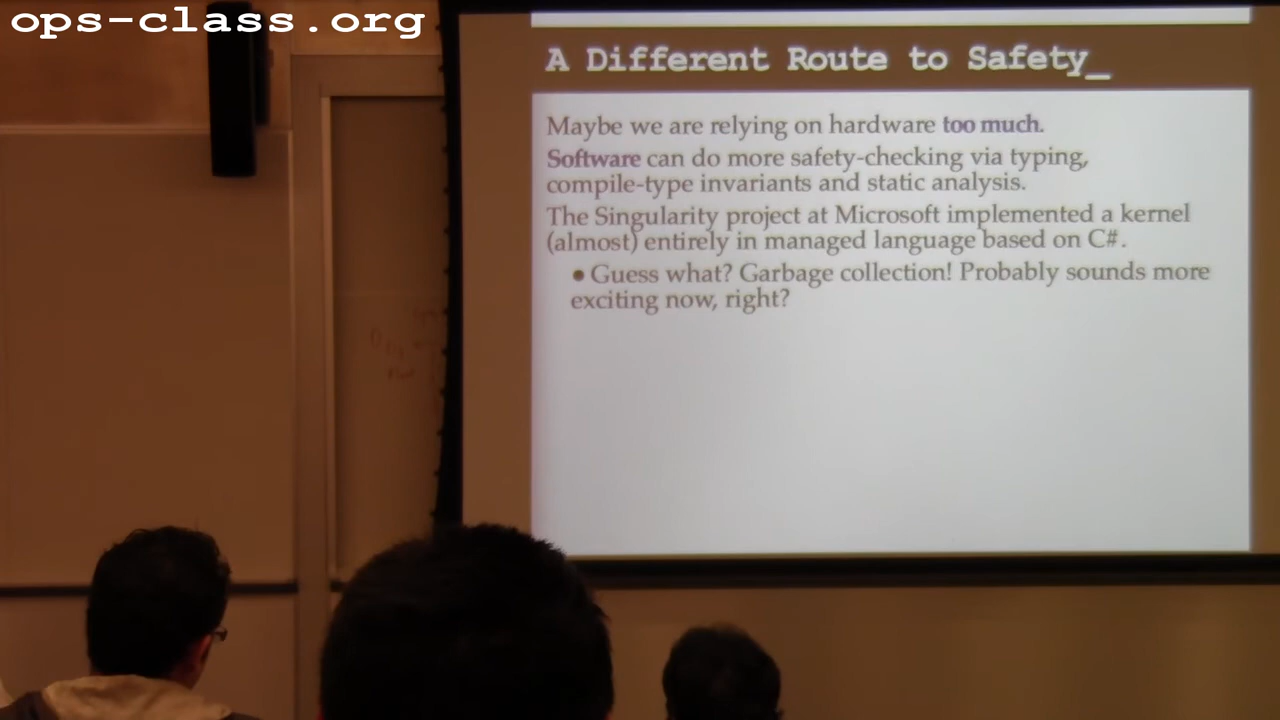 ops-class.org
A Different Route to Safety_
Maybe we are relying on hardware too much.
Software can do more safety-checking via typing,
compile-type invariants and static analysis.
The Singularity project at Microsoft implemented a kernel
(almost) entirely in managed language based on C#.
• Guess what? Garbage collection! Probably sounds more
exciting now, right?